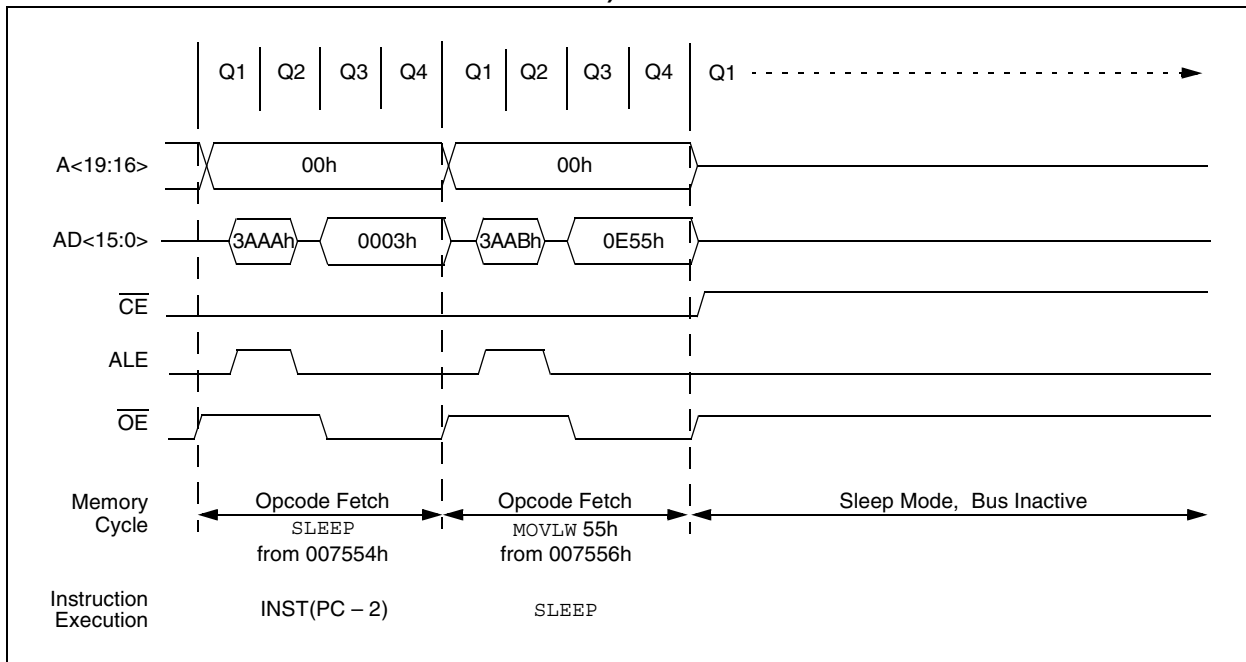 Q1 Q2 Q3 Q4 Q1 Q2 Q3 Q4 Q1
A<19:16> 00h 00h
AD<15:0> 3AAAh 0003h 3AABh 0E55h
CE
ALE
OE
Memory Cycle
Opcode Fetch
SLEEP
from 007554h
Opcode Fetch
MOVLW 55h
from 007556h
Sleep Mode, Bus Inactive
Instruction Execution
INST(PC – 2)
SLEEP